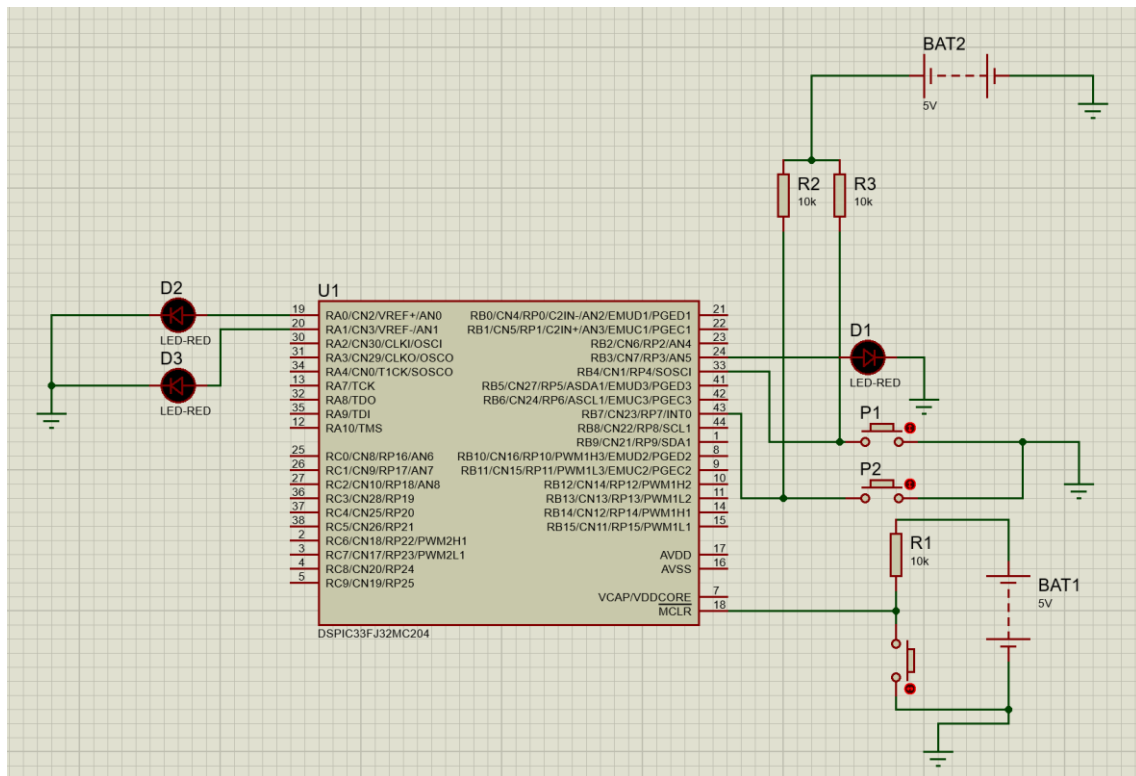 BAT2
5V
R2
10k
R3
10k
D2
LED-RED
D3
LED-RED
U1
19
RA0/CN2/VREF+/AN0
20
RA1/CN3/VREF-/AN1
30
RA2/CN30/CLKI/OSCI
31
RA3/CN29/CLKO/OSCO
34
RA4/CN0/T1CK/SOSCO
13
RA7/TCK
32
RA8/TDO
35
RA9/TDI
12
RA10/TMS
25
RC0/CN8/RP16/AN6
26
RC1/CN9/RP17/AN7
27
RC2/CN10/RP18/AN8
36
RC3/CN28/RP19
37
RC4/CN25/RP20
38
RC5/CN26/RP21
2
RC6/CN18/RP22/PWM2H1
3
RC7/CN17/RP23/PWM2L1
4
RC8/CN20/RP24
5
RC9/CN19/RP25
RB0/CN4/RP0/C2IN-/AN2/EMUD1/PGED1
21
RB1/CN5/RP1/C2IN+/AN3/EMUC1/PGEC1
22
RB2/CN6/RP2/AN4
23
RB3/CN7/RP3/AN5
24
RB4/CN1/RP4/SOSCI
33
RB5/CN27/RP5/ASDA1/EMUD3/PGED3
41
RB6/CN24/RP6/ASCL1/EMUC3/PGEC3
42
RB7/CN23/RP7/INT0
43
RB8/CN22/RP8/SCL1
44
RB9/CN21/RP9/SDA1
1
RB10/CN16/RP10/PWM1H3/EMUD2/PGED2
8
RB11/CN15/RP11/PWM1L3/EMUC2/PGEC2
9
RB12/CN14/RP12/PWM1H2
10
RB13/CN13/RP13/PWM1L2
11
RB14/CN12/RP14/PWM1H1
14
RB15/CN11/RP15/PWM1L1
15
AVDD
17
AVSS
16
VCAP/VDDCORE
7
MCLR
18
DSPIC33FJ32MC204
D1
LED-RED
P1
P2
R1
10k
BAT1
5V